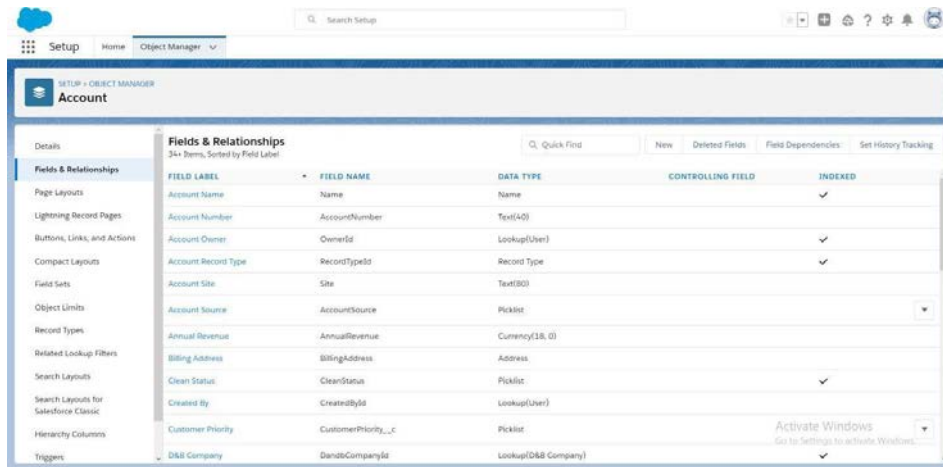 Search Setup
Setup Home Object Manager
SETUP > OBJECT MANAGER
Account
Details
Fields & Relationships
Page Layouts
Lightning Record Pages
Buttons, Links, and Actions
Compact Layouts
Field Sets
Object Limits
Record Types
Related Lookup Filters
Search Layouts
Search Layouts for
Salesforce Classic
Hierarchy Columns
Triggers
Fields & Relationships
34+ Items, Sorted by Field Label
Quick Find New Deleted Fields Field Dependencies Set History Tracking
FIELD LABEL FIELD NAME DATA TYPE CONTROLLING FIELD INDEXED
Account Name Name Name
Account Number AccountNumber Text(40)
Account Owner OwnerId Lookup(User)
Account Record Type RecordTypeId Record Type
Account Site Site Text(80)
Account Source AccountSource Picklist
Annual Revenue AnnualRevenue Currency(18, 0)
Billing Address BillingAddress Address
Clean Status CleanStatus Picklist
Created By CreatedById Lookup(User)
Customer Priority CustomerPriority__c Picklist
D&B Company DandbCompanyId Lookup(D&B Company)
Activate Windows
Go to Settings to activate Windows.